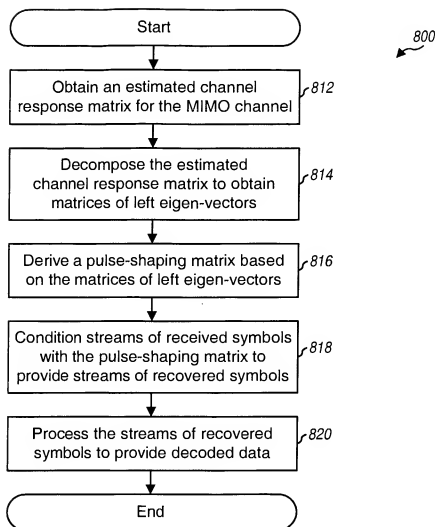 Start
800
Obtain an estimated channel
response matrix for the MIMO channel
812
Decompose the estimated
channel response matrix to obtain
matrices of left eigen-vectors
814
Derive a pulse-shaping matrix based
on the matrices of left eigen-vectors
816
Condition streams of received symbols
with the pulse-shaping matrix to
provide streams of recovered symbols
818
Process the streams of recovered
symbols to provide decoded data
820
End